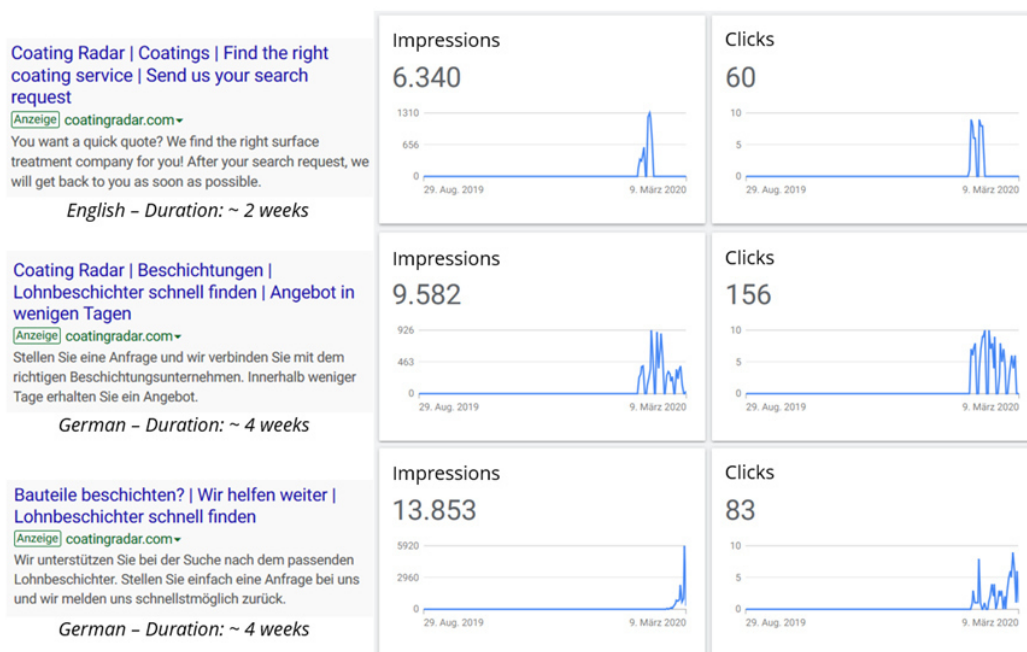 Coating Radar | Coatings | Find the right
coating service | Send us your search
request
Anzeige coatingradar.com
You want a quick quote? We find the right surface
treatment company for you! After your search request, we
will get back to you as soon as possible.
English – Duration: ~ 2 weeks
Impressions
6.340
1310
656
0
29. Aug. 2019 9. März 2020
Clicks
60
10
5
0
29. Aug. 2019 9. März 2020
Coating Radar | Beschichtungen |
Lohnbeschichter schnell finden | Angebot in
wenigen Tagen
Anzeige coatingradar.com
Stellen Sie eine Anfrage und wir verbinden Sie mit dem
richtigen Beschichtungsunternehmen. Innerhalb weniger
Tage erhalten Sie ein Angebot.
German – Duration: ~ 4 weeks
Impressions
9.582
926
463
0
29. Aug. 2019 9. März 2020
Clicks
156
10
5
0
29. Aug. 2019 9. März 2020
Bauteile beschichten? | Wir helfen weiter |
Lohnbeschichter schnell finden
Anzeige coatingradar.com
Wir unterstützen Sie bei der Suche nach dem passenden
Lohnbeschichter. Stellen Sie einfach eine Anfrage bei uns
und wir melden uns schnellstmöglich zurück.
German – Duration: ~ 4 weeks
Impressions
13.853
5920
2960
0
29. Aug. 2019 9. März 2020
Clicks
83
10
5
0
29. Aug. 2019 9. März 2020